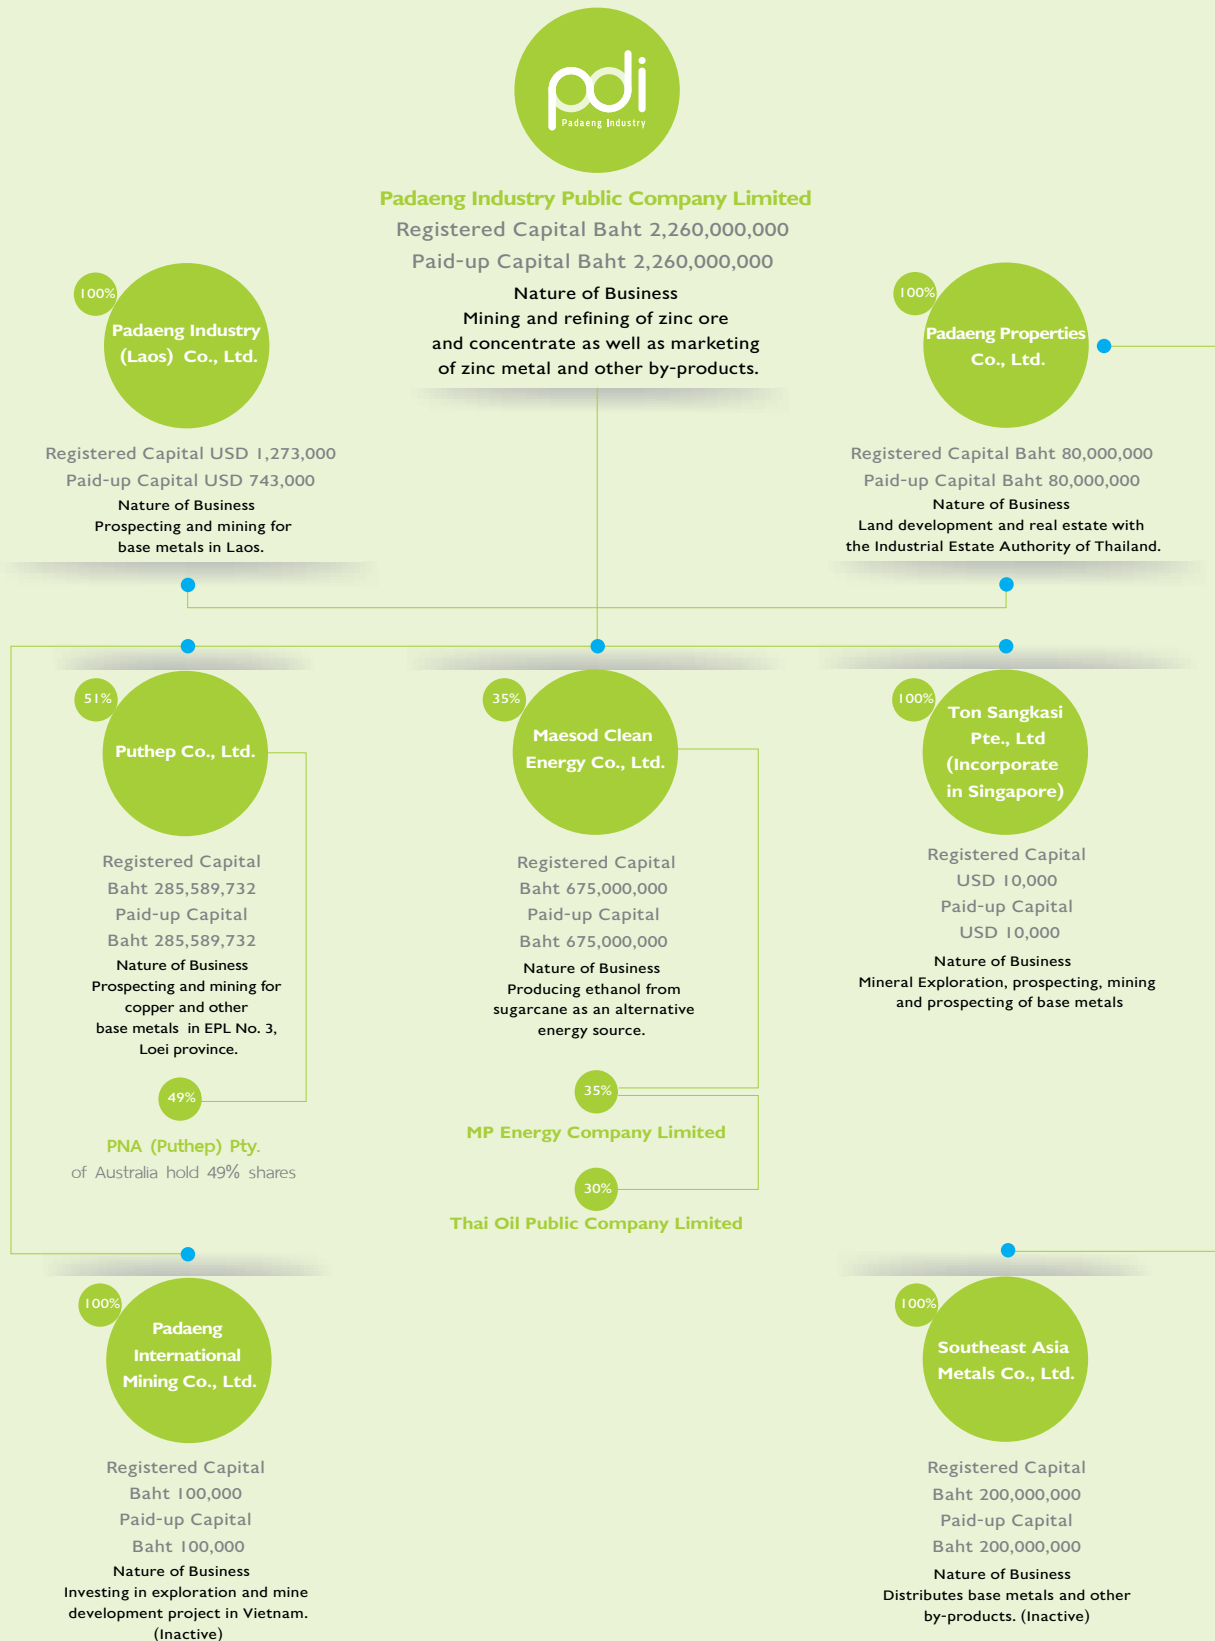 pdi
Padaeng Industry
Padaeng Industry Public Company Limited
Registered Capital Baht 2,260,000,000
Paid-up Capital Baht 2,260,000,000
Nature of Business
Mining and refining of zinc ore
and concentrate as well as marketing
of zinc metal and other by-products.
100%
Padaeng Industry
(Laos) Co., Ltd.
Registered Capital USD 1,273,000
Paid-up Capital USD 743,000
Nature of Business
Prospecting and mining for
base metals in Laos.
100%
Padaeng Properties
Co., Ltd.
Registered Capital Baht 80,000,000
Paid-up Capital Baht 80,000,000
Nature of Business
Land development and real estate with
the Industrial Estate Authority of Thailand.
51%
Puthep Co., Ltd.
Registered Capital
Baht 285,589,732
Paid-up Capital
Baht 285,589,732
Nature of Business
Prospecting and mining for
copper and other
base metals in EPL No. 3,
Loei province.
49%
PNA (Puthep) Pty.
of Australia hold 49% shares
35%
Maesod Clean
Energy Co., Ltd.
Registered Capital
Baht 675,000,000
Paid-up Capital
Baht 675,000,000
Nature of Business
Producing ethanol from
sugarcane as an alternative
energy source.
35%
MP Energy Company Limited
30%
Thai Oil Public Company Limited
100%
Ton Sangkasi
Pte., Ltd
(Incorporate
in Singapore)
Registered Capital
USD 10,000
Paid-up Capital
USD 10,000
Nature of Business
Mineral Exploration, prospecting, mining
and prospecting of base metals
100%
Padaeng
International
Mining Co., Ltd.
Registered Capital
Baht 100,000
Paid-up Capital
Baht 100,000
Nature of Business
Investing in exploration and mine
development project in Vietnam.
(Inactive)
100%
Southeast Asia
Metals Co., Ltd.
Registered Capital
Baht 200,000,000
Paid-up Capital
Baht 200,000,000
Nature of Business
Distributes base metals and other
by-products. (Inactive)